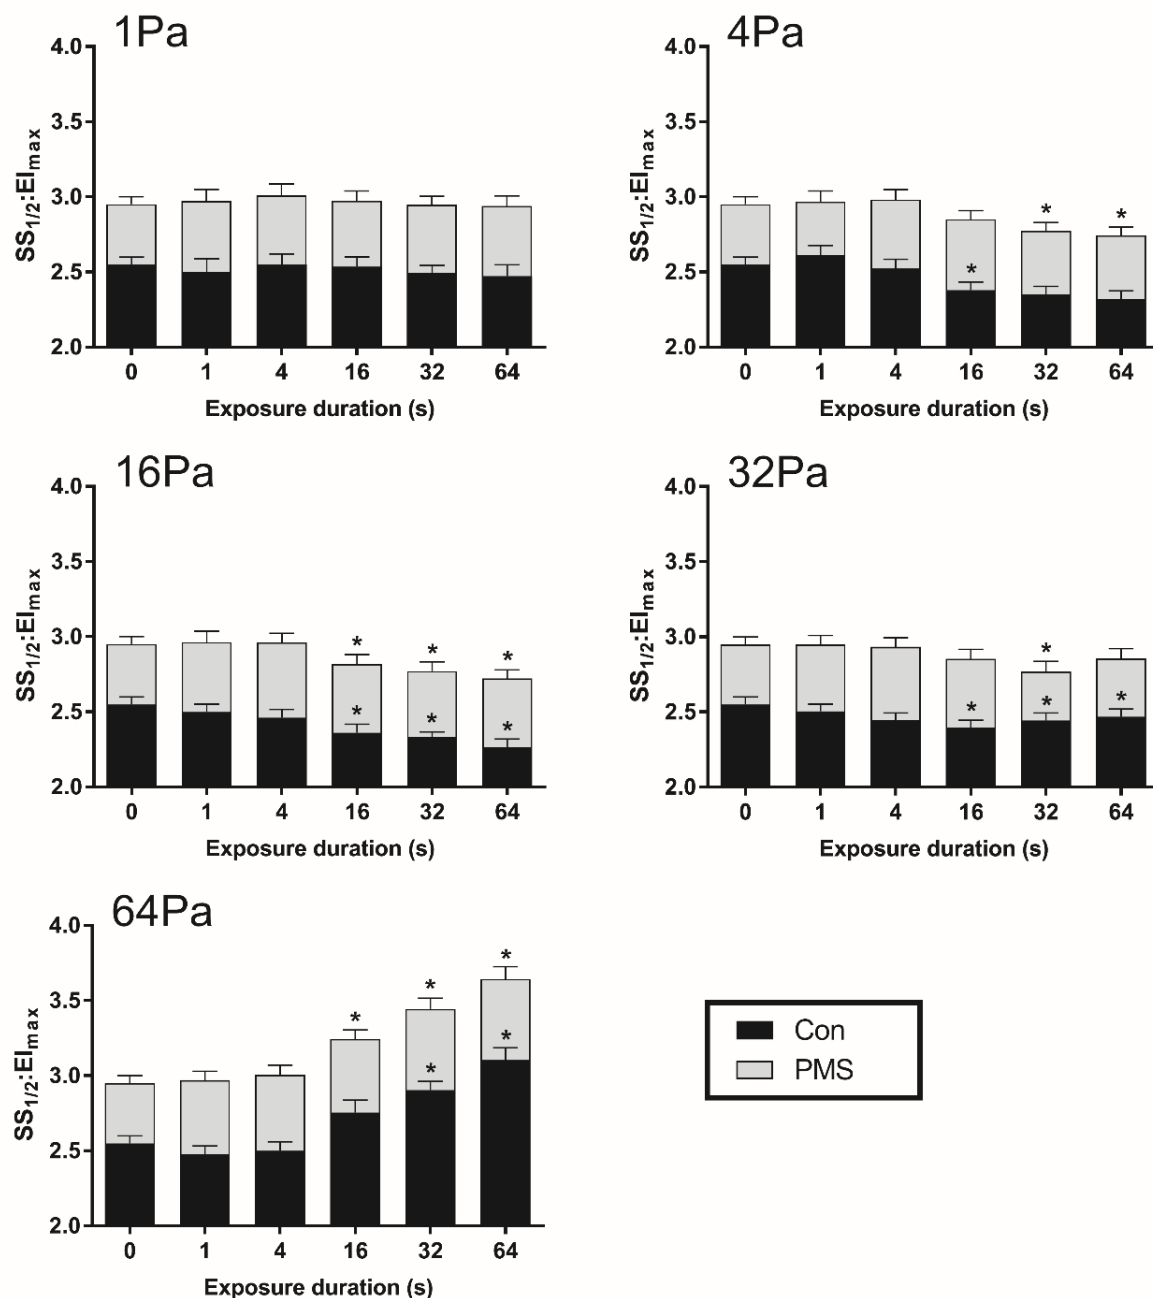 1Pa
4.0
3.5
3.0
2.5
2.0
SS1/2:EImax
0 1 4 16 32 64
Exposure duration (s)
4Pa
4.0
3.5
3.0
2.5
2.0
SS1/2:EImax
* * *
0 1 4 16 32 64
Exposure duration (s)
16Pa
4.0
3.5
3.0
2.5
2.0
SS1/2:EImax
* * *
* * *
0 1 4 16 32 64
Exposure duration (s)
32Pa
4.0
3.5
3.0
2.5
2.0
SS1/2:EImax
*
* * *
0 1 4 16 32 64
Exposure duration (s)
64Pa
4.0
3.5
3.0
2.5
2.0
SS1/2:EImax
* * *
* *
0 1 4 16 32 64
Exposure duration (s)
Con
PMS